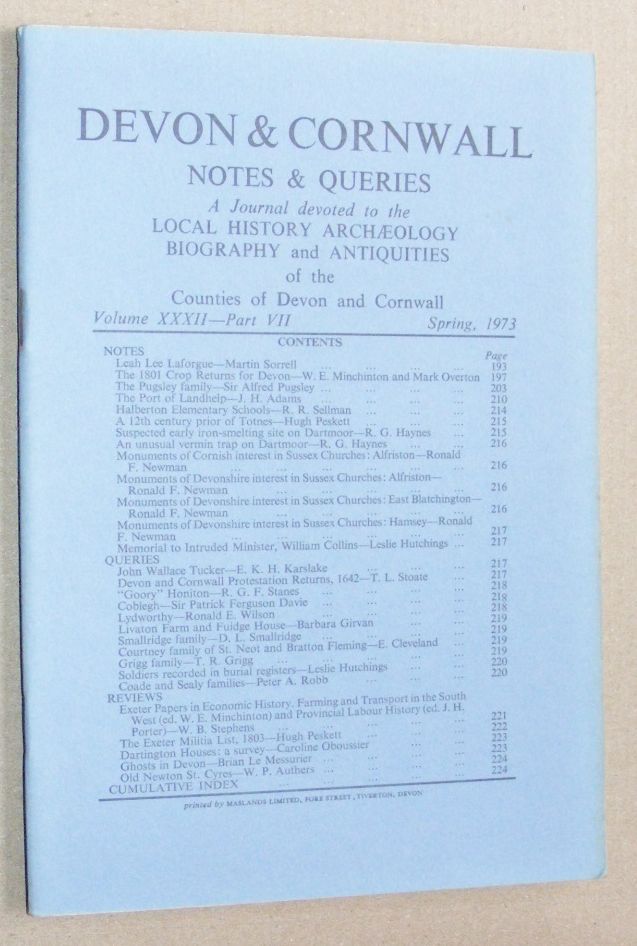 DEVON & CORNWALL
NOTES & QUERIES
A Journal devoted to the
LOCAL HISTORY ARCHÆOLOGY
BIOGRAPHY and ANTIQUITIES
of the
Counties of Devon and Cornwall
Volume XXXII—Part VII Spring, 1973
CONTENTS
NOTES Page
Leah Lee Laforgue—Martin Sorrell ... ... ... ... 193
The 1801 Crop Returns for Devon—W. E. Minchinton and Mark Overton 197
The Pugsley family—Sir Alfred Pugsley ... ... ... ... 203
The Port of Landhelp—J. H. Adams ... ... ... ... 210
Halberton Elementary Schools—R. R. Sellman ... ... ... 214
A 12th century prior of Totnes—Hugh Peskett ... ... ... 215
Suspected early iron-smelting site on Dartmoor—R. G. Haynes ... 215
An unusual vermin trap on Dartmoor—R. G. Haynes ... ... 216
Monuments of Cornish interest in Sussex Churches: Alfriston—Ronald
F. Newman ... ... ... ... ... 216
Monuments of Devonshire interest in Sussex Churches: Alfriston—
Ronald F. Newman ... ... ... ... 216
Monuments of Devonshire interest in Sussex Churches: East Blatchington—
Ronald F. Newman ... ... ... ... 216
Monuments of Devonshire interest in Sussex Churches: Hamsey—Ronald
F. Newman ... ... ... ... ... 217
Memorial to Intruded Minister, William Collins—Leslie Hutchings ... 217
QUERIES
John Wallace Tucker—E. K. H. Karslake ... ... ... 217
Devon and Cornwall Protestation Returns, 1642—T. L. Stoate ... 217
"Goory" Honiton—R. G. F. Stanes ... ... ... ... 218
Coblegh—Sir Patrick Ferguson Davie ... ... ... ... 218
Lydworthy—Ronald E. Wilson ... ... ... ... 218
Livaton Farm and Fuidge House—Barbara Girvan ... ... 219
Smallridge family—D. L. Smallridge ... ... ... ... 219
Courtney family of St. Neot and Bratton Fleming—E. Cleveland ... 219
Grigg family—T. R. Grigg ... ... ... ... ... 219
Soldiers recorded in burial registers—Leslie Hutchings ... ... 220
Coade and Sealy families—Peter A. Robb ... ... ... 220
REVIEWS
Exeter Papers in Economic History. Farming and Transport in the South
West (ed. W. E. Minchinton) and Provincial Labour History (ed. J. H.
Porter)—W. B. Stephens ... ... ... ... 221
The Exeter Militia List, 1803—Hugh Peskett ... ... ... 222
Dartington Houses: a survey—Caroline Oboussier ... ... 223
Ghosts in Devon—Brian Le Messurier ... ... ... ... 223
Old Newton St. Cyres—W. P. Authers ... ... ... ... 224
CUMULATIVE INDEX ... ... ... ... ... 224
printed by MASLANDS LIMITED, FORE STREET, TIVERTON, DEVON